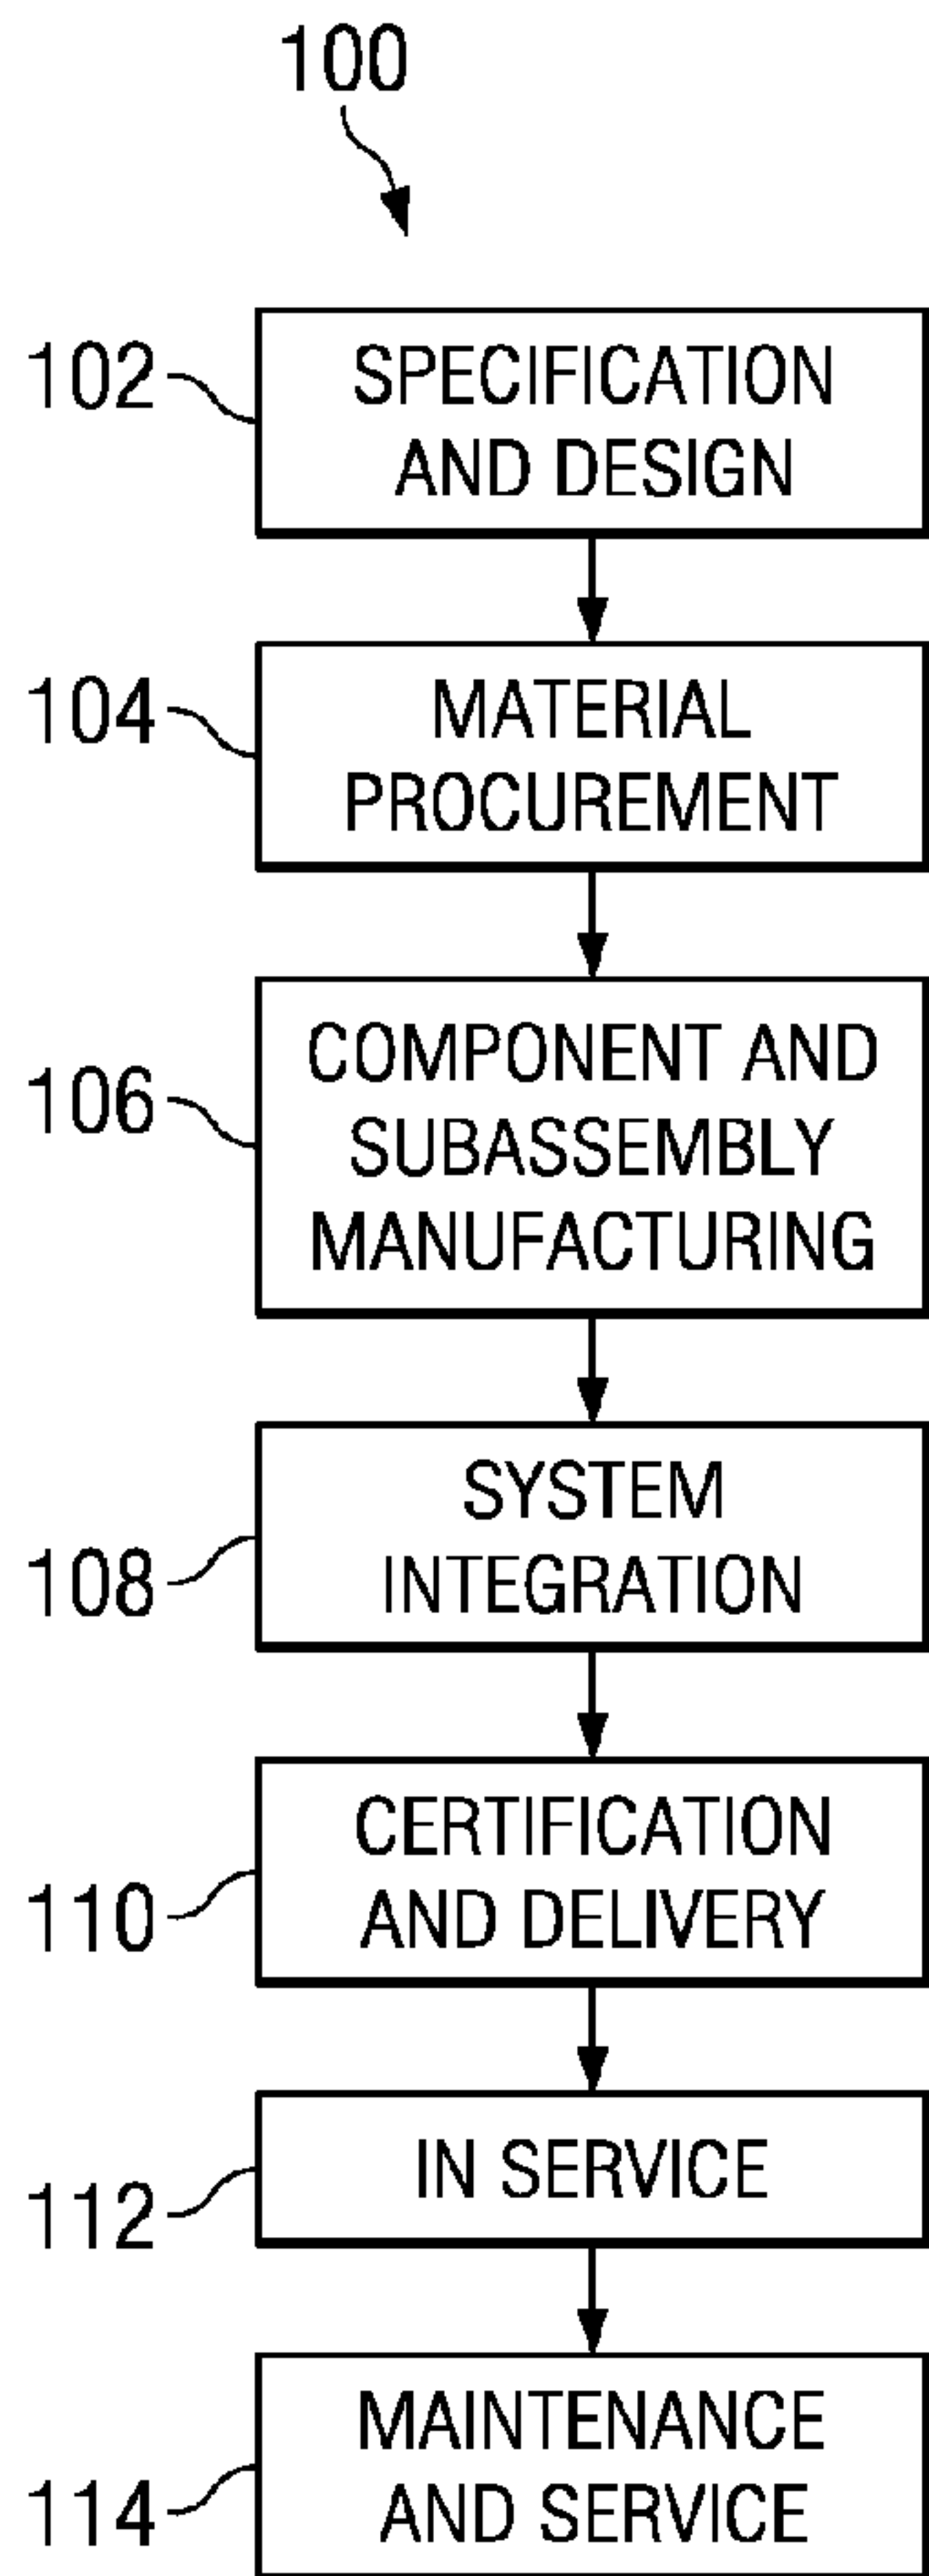 100
102
SPECIFICATION
AND DESIGN
104
MATERIAL
PROCUREMENT
106
COMPONENT AND
SUBASSEMBLY
MANUFACTURING
108
SYSTEM
INTEGRATION
110
CERTIFICATION
AND DELIVERY
112
IN SERVICE
114
MAINTENANCE
AND SERVICE